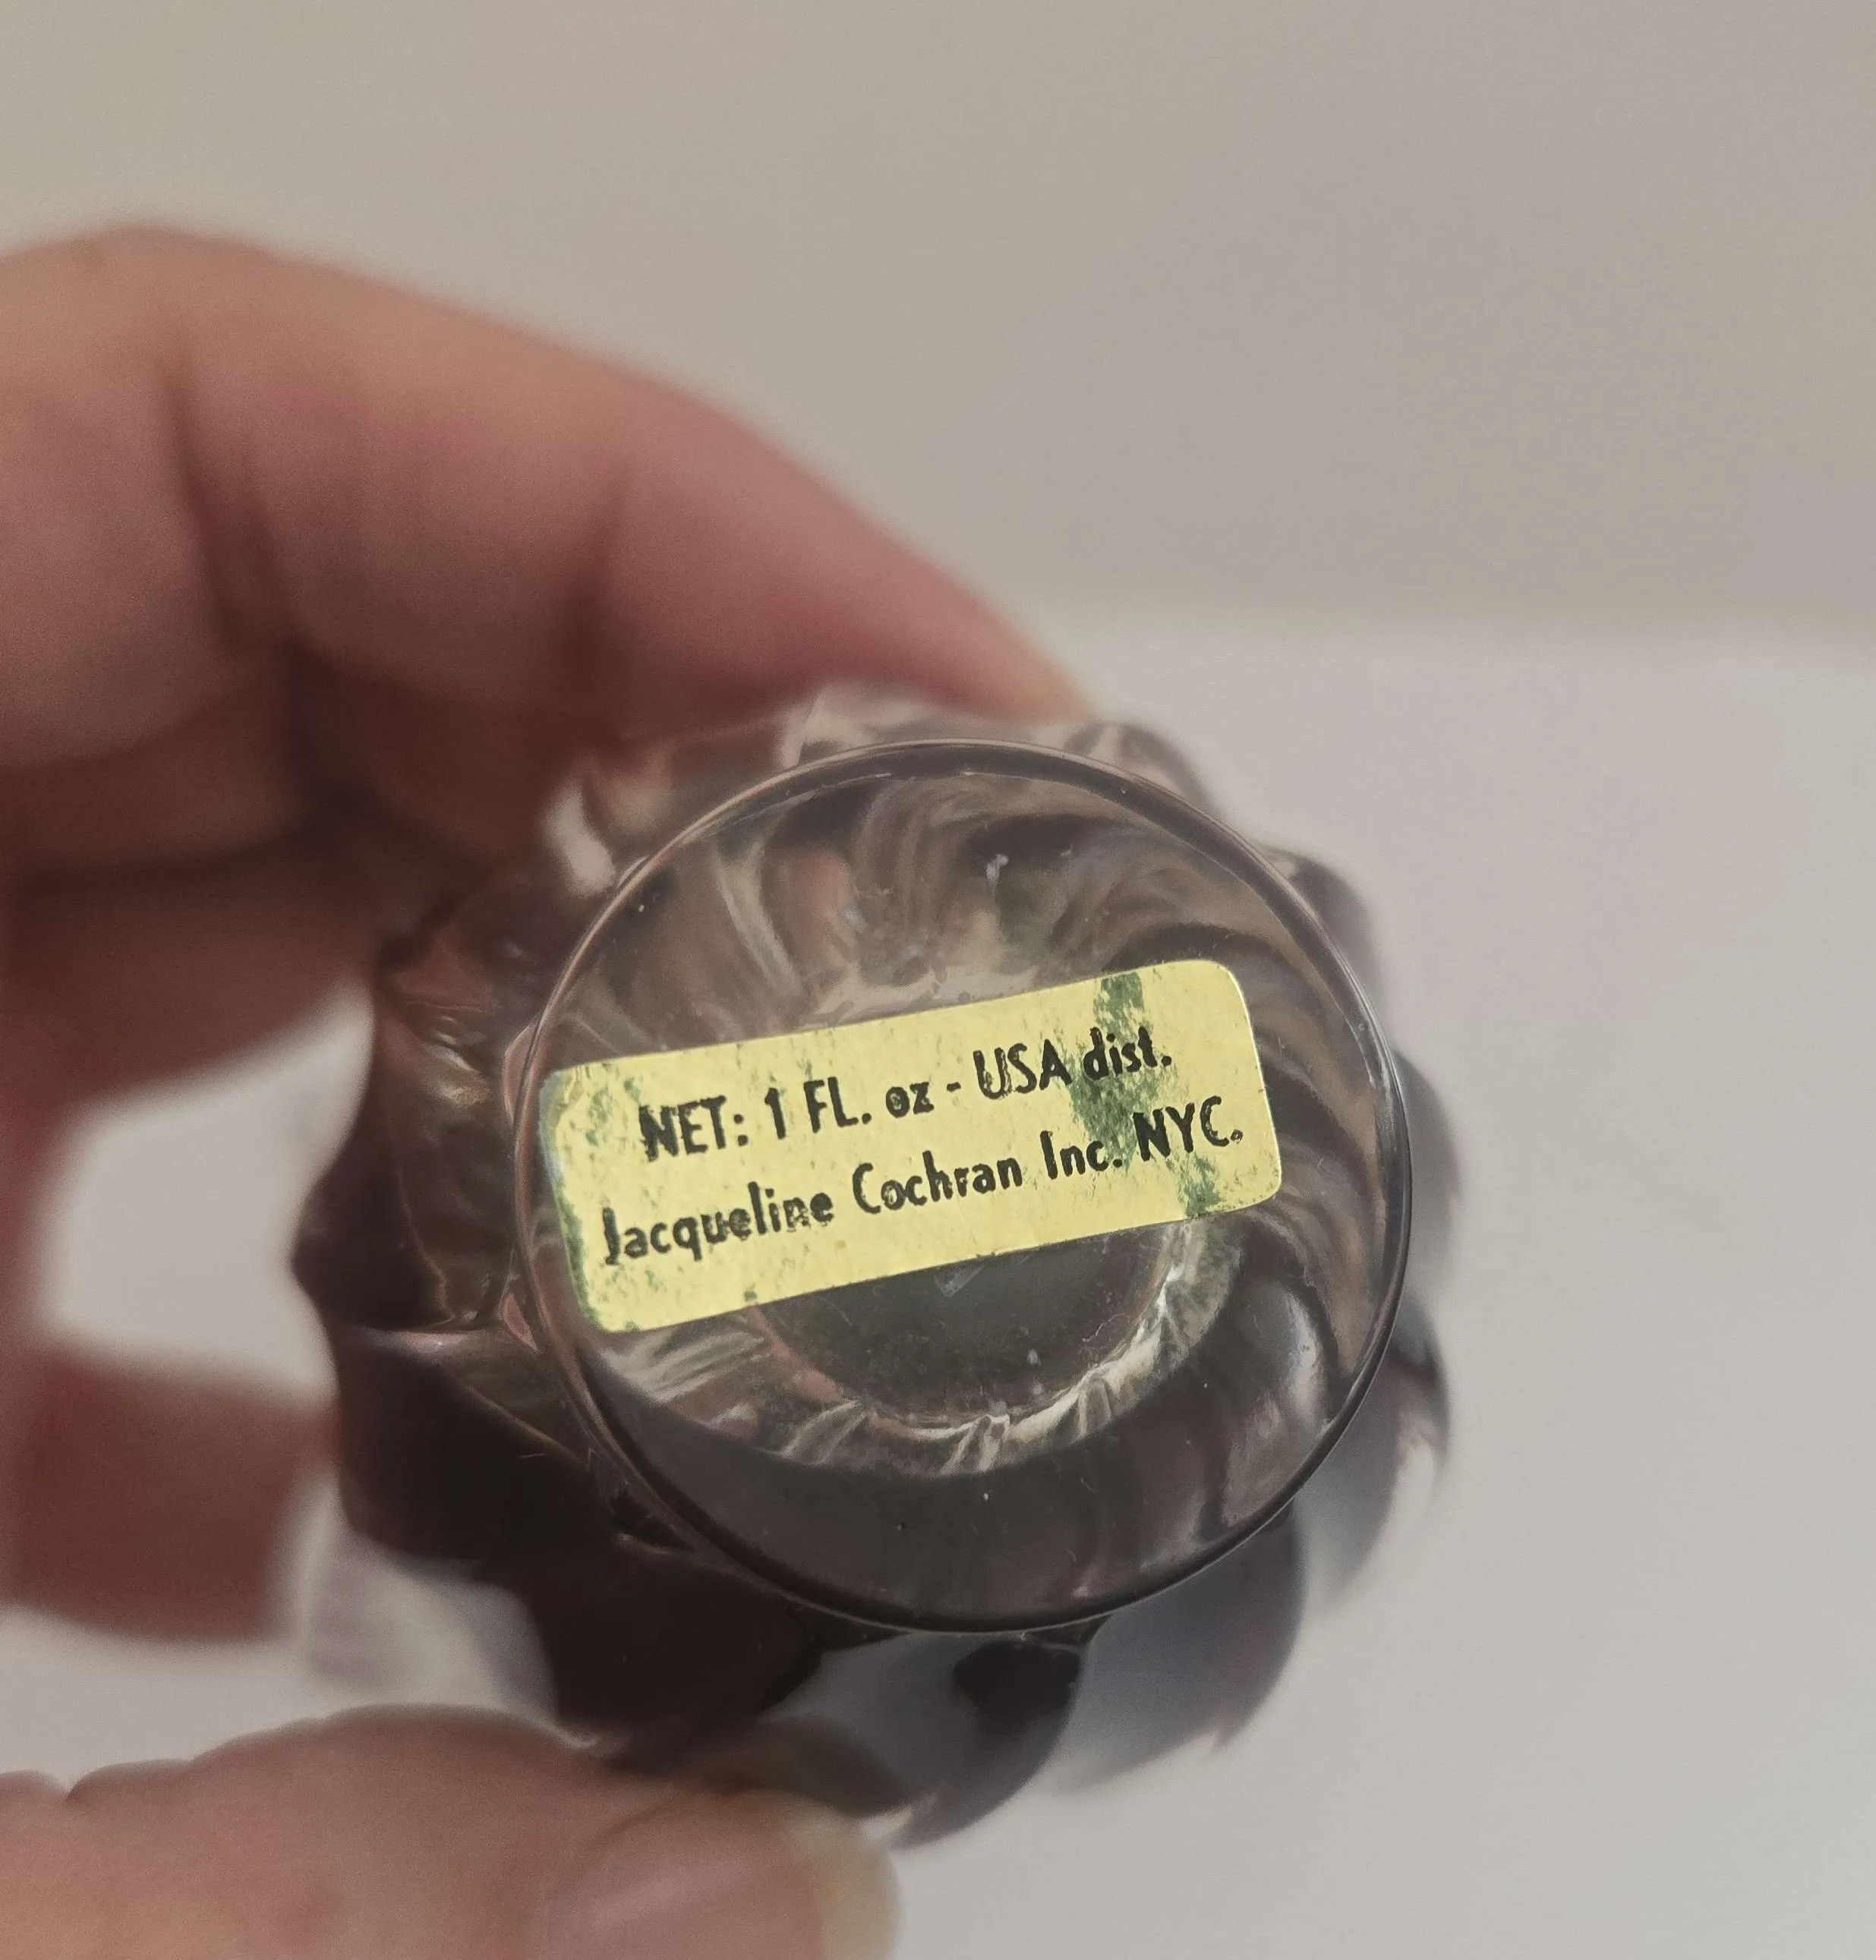 NET: 1 FL. oz - USA dist.
Jacqueline Cochran Inc. NYC.